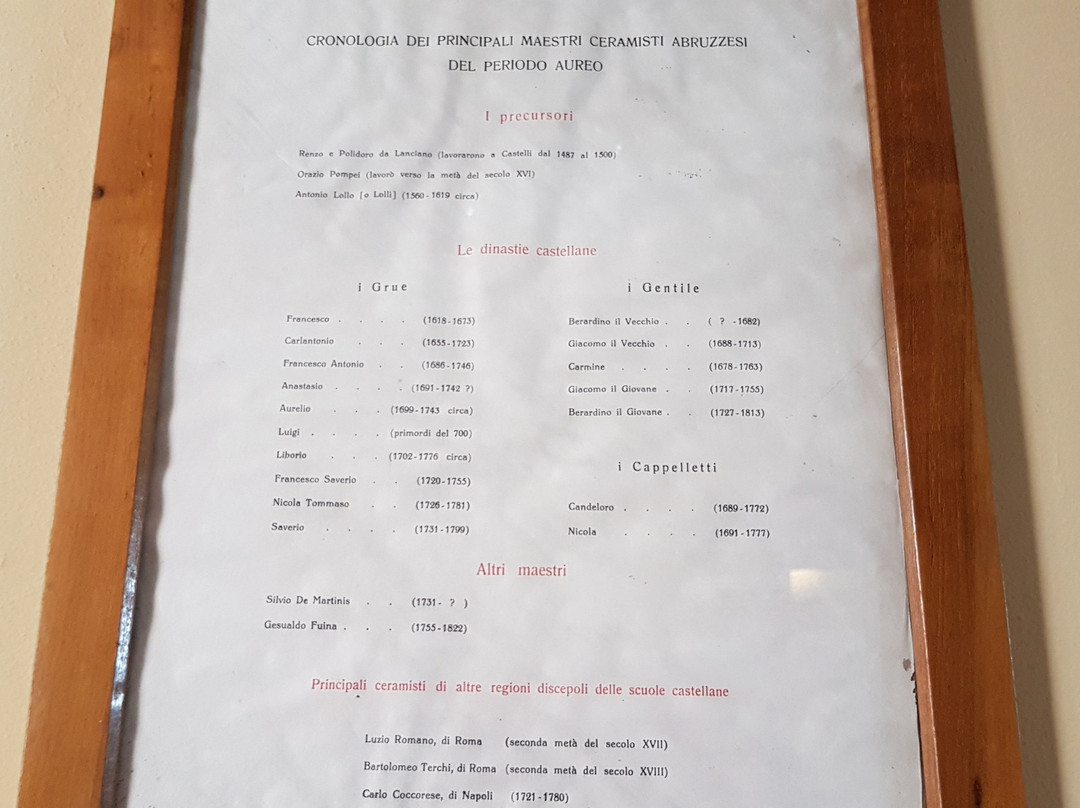 CRONOLOGIA DEI PRINCIPALI MAESTRI CERAMISTI ABRUZZESI
DEL PERIODO AUREO
I precursori
Renzo e Polidoro da Lanciano (lavorarono a Castelli dal 1487 al 1500)
Orazio Pompei (lavorò verso la metà del secolo XVI)
Antonio Lollo [o Lolli] (1560-1619 circa)
Le dinastie castellane
i Grue
Francesco . . . . (1618-1673)
Carlantonio . . . (1655-1723)
Francesco Antonio . . (1686-1746)
Anastasio . . . . (1691-1742 ?)
Aurelio . . . (1699-1743 circa)
Luigi . . . . (primordi del 700)
Liborio . . . (1702-1776 circa)
Francesco Saverio . . (1720-1755)
Nicola Tommaso . . (1726-1781)
Saverio . . . . (1731-1799)
i Gentile
Berardino il Vecchio . . ( ? -1682)
Giacomo il Vecchio . . (1688-1713)
Carmine . . . . (1678-1763)
Giacomo il Giovane . . (1717-1755)
Berardino il Giovane . . (1727-1813)
i Cappelletti
Candeloro . . . . (1689-1772)
Nicola . . . . (1691-1777)
Altri maestri
Silvio De Martinis . . (1731- ? )
Gesualdo Fuina . . . (1755-1822)
Principali ceramisti di altre regioni discepoli delle scuole castellane
Luzio Romano, di Roma (seconda metà del secolo XVII)
Bartolomeo Terchi, di Roma (seconda metà del secolo XVIII)
Carlo Coccorese, di Napoli (1721-1780)